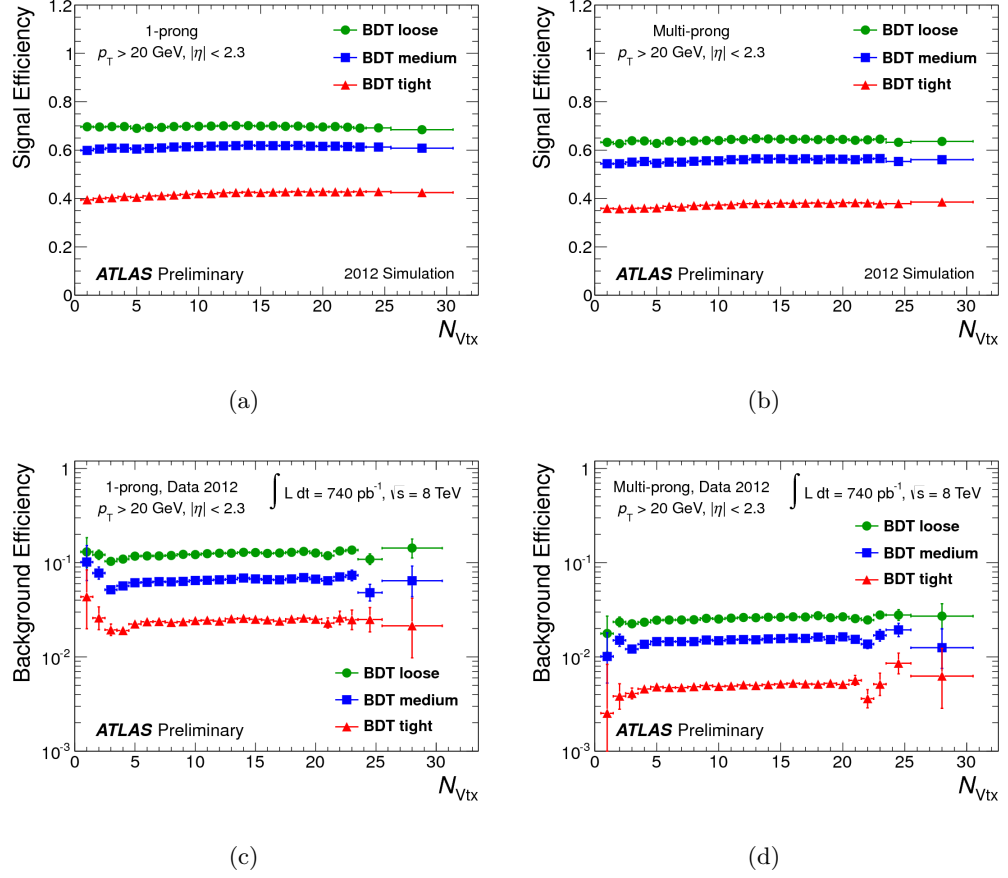 Signal Efficiency
1.2
1
0.8
0.6
0.4
0.2
0
1-prong
p_T > 20 GeV, |η| < 2.3
BDT loose
BDT medium
BDT tight
ATLAS Preliminary
2012 Simulation
0 5 10 15 20 25 30
N_Vtx
(a)
Signal Efficiency
1.2
1
0.8
0.6
0.4
0.2
0
Multi-prong
p_T > 20 GeV, |η| < 2.3
BDT loose
BDT medium
BDT tight
ATLAS Preliminary
2012 Simulation
0 5 10 15 20 25 30
N_Vtx
(b)
Background Efficiency
1
10⁻¹
10⁻²
10⁻³
1-prong, Data 2012
p_T > 20 GeV, |η| < 2.3
∫ L dt = 740 pb⁻¹, √s = 8 TeV
BDT loose
BDT medium
BDT tight
ATLAS Preliminary
0 5 10 15 20 25 30
N_Vtx
(c)
Background Efficiency
1
10⁻¹
10⁻²
10⁻³
Multi-prong, Data 2012
p_T > 20 GeV, |η| < 2.3
∫ L dt = 740 pb⁻¹, √s = 8 TeV
BDT loose
BDT medium
BDT tight
ATLAS Preliminary
0 5 10 15 20 25 30
N_Vtx
(d)